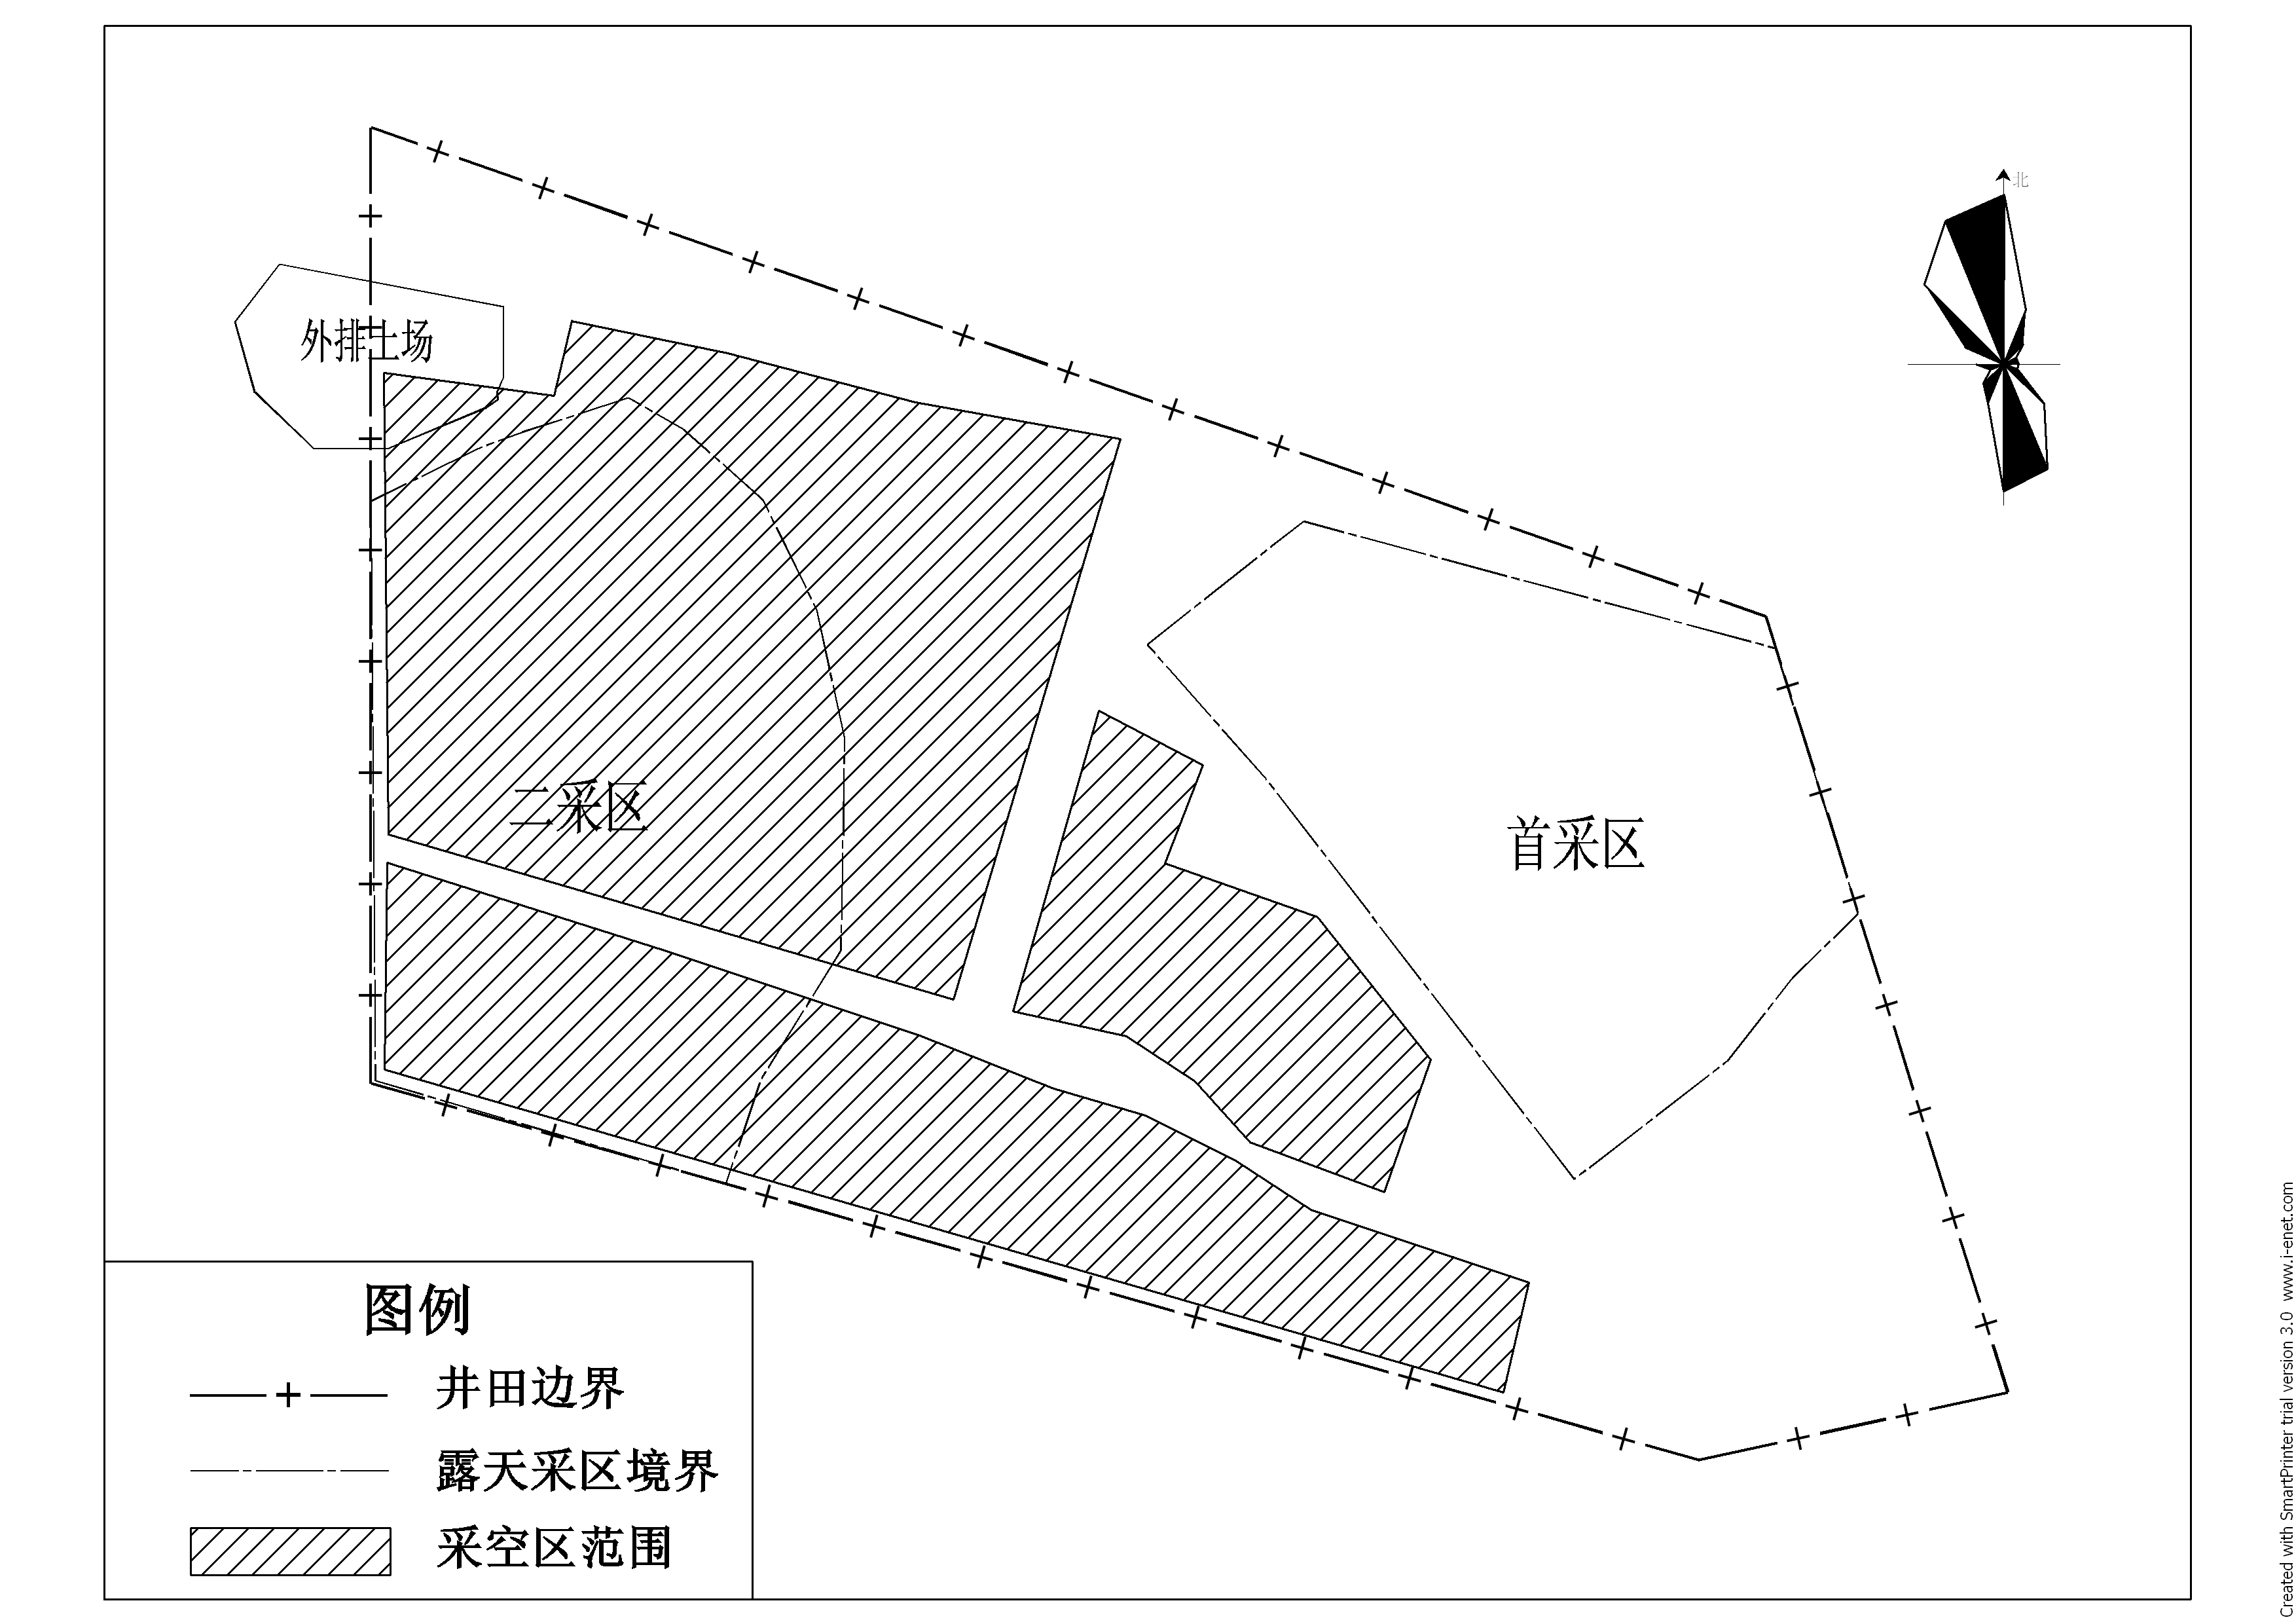 北
外排土场
二采区
首采区
图例
井田边界
露天采区境界
采空区范围
Created with SmartPrinter trial version 3.0 www.i-enet.com